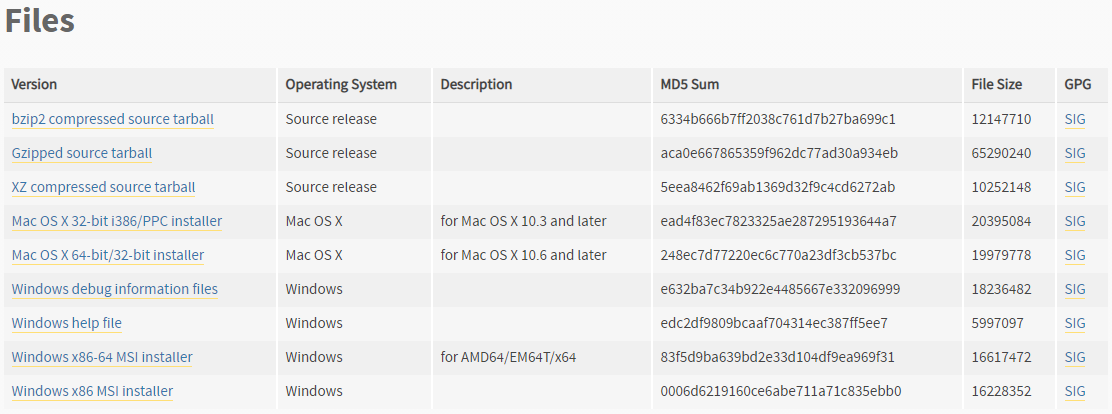 Files
Version Operating System Description MD5 Sum File Size GPG
bzip2 compressed source tarball Source release 6334b666b7ff2038c761d7b27ba699c1 12147710 SIG
Gzipped source tarball Source release aca0e667865359f962dc77ad30a934eb 65290240 SIG
XZ compressed source tarball Source release 5eea8462f69ab1369d32f9c4cd6272ab 10252148 SIG
Mac OS X 32-bit i386/PPC installer Mac OS X for Mac OS X 10.3 and later ead4f83ec7823325ae287295193644a7 20395084 SIG
Mac OS X 64-bit/32-bit installer Mac OS X for Mac OS X 10.6 and later 248ec7d77220ec6c770a23df3cb537bc 19979778 SIG
Windows debug information files Windows e632ba7c34b922e4485667e332096999 18236482 SIG
Windows help file Windows edc2df9809bcaaf704314ec387ff5ee7 5997097 SIG
Windows x86-64 MSI installer Windows for AMD64/EM64T/x64 83f5d9ba639bd2e33d104df9ea969f31 16617472 SIG
Windows x86 MSI installer Windows 0006d6219160ce6abe711a71c835ebb0 16228352 SIG